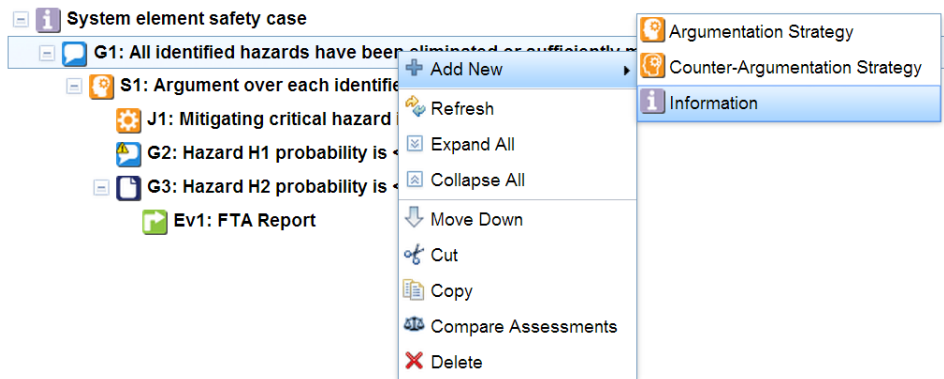 System element safety case
G1: All identified hazards have been eliminated or sufficiently
S1: Argument over each identifie
J1: Mitigating critical hazard
G2: Hazard H1 probability is <
G3: Hazard H2 probability is <
Ev1: FTA Report
Add New
Refresh
Expand All
Collapse All
Move Down
Cut
Copy
Compare Assessments
Delete
Argumentation Strategy
Counter-Argumentation Strategy
Information